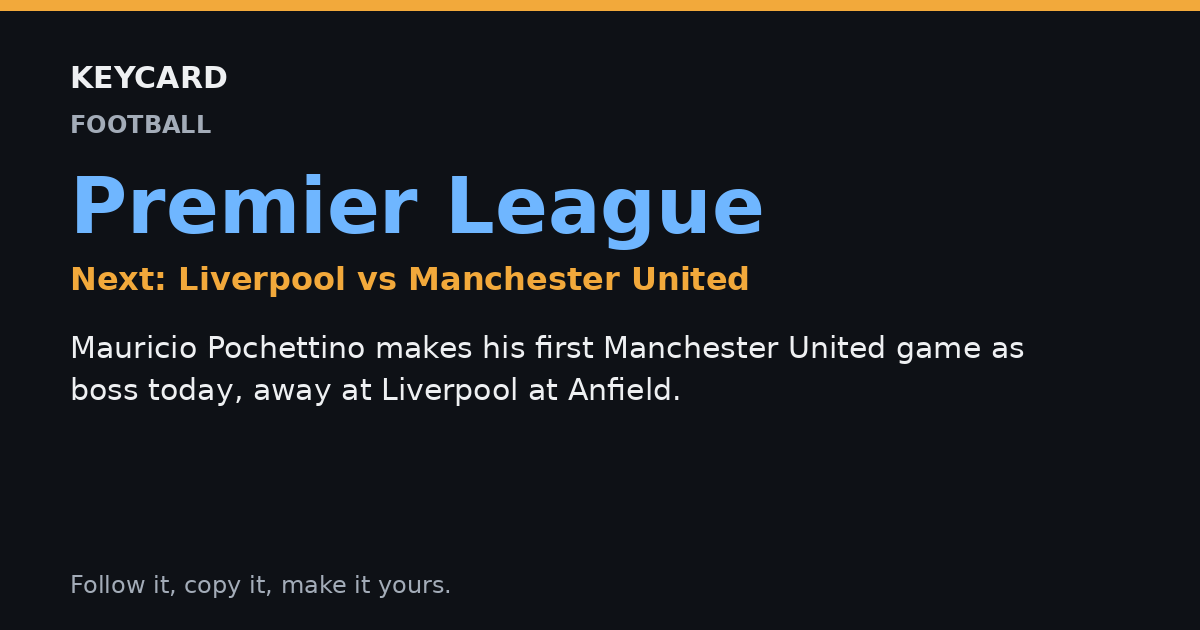 KEYCARD
FOOTBALL
Premier League
Next: Liverpool vs Manchester United
Mauricio Pochettino makes his first Manchester United game as
boss today, away at Liverpool at Anfield.
Follow it, copy it, make it yours.